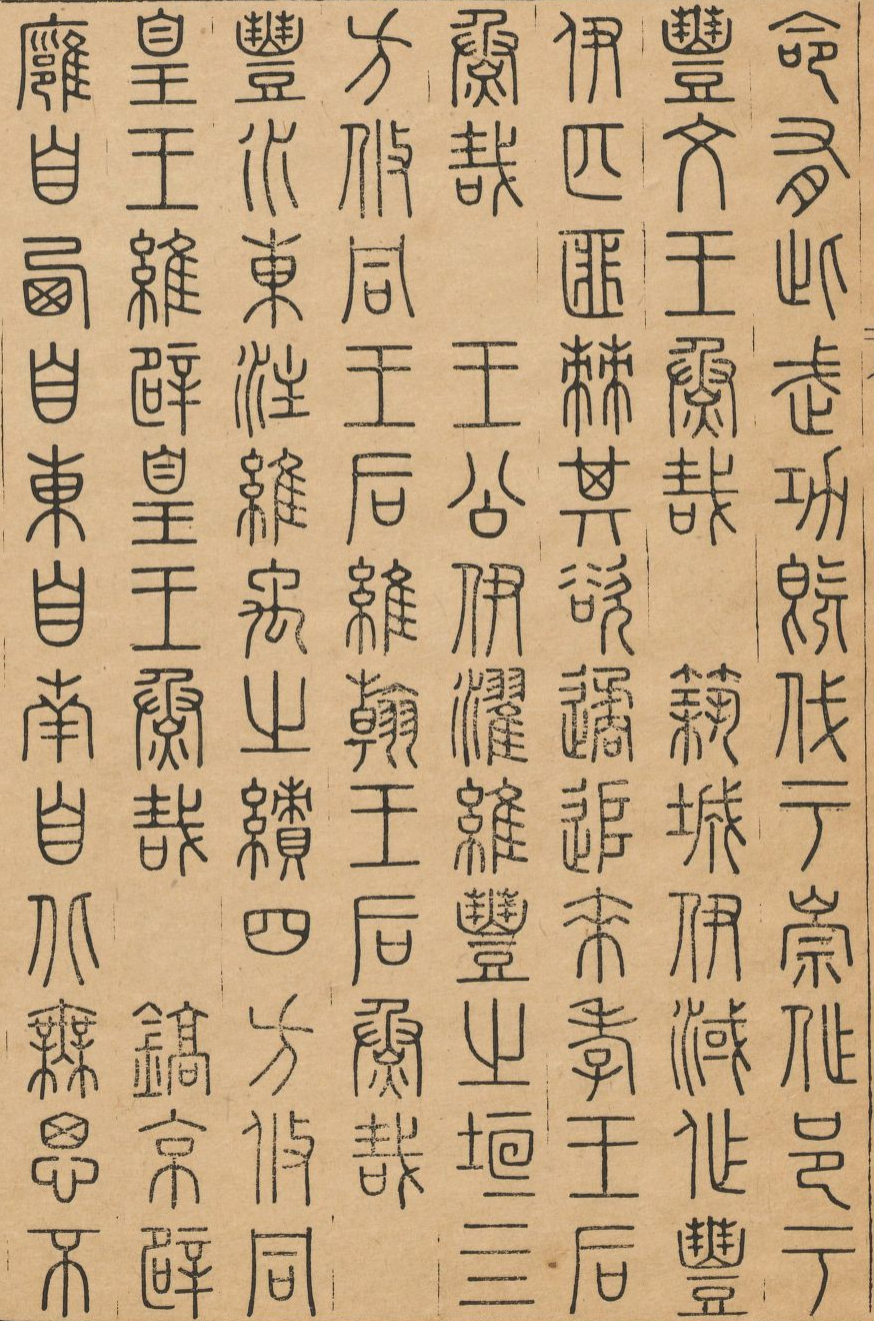 命有此武功既伐于崇作邑于
豐文王烝哉　築城伊淢作豐
伊匹匪棘其欲遹追來孝王后
烝哉　王公伊濯維豐之垣亖
方攸同王后維翰王后烝哉
豐水東注維禹之績四方攸同
皇王維辟皇王烝哉　鎬京辟
廱自西自東自南自北無思不